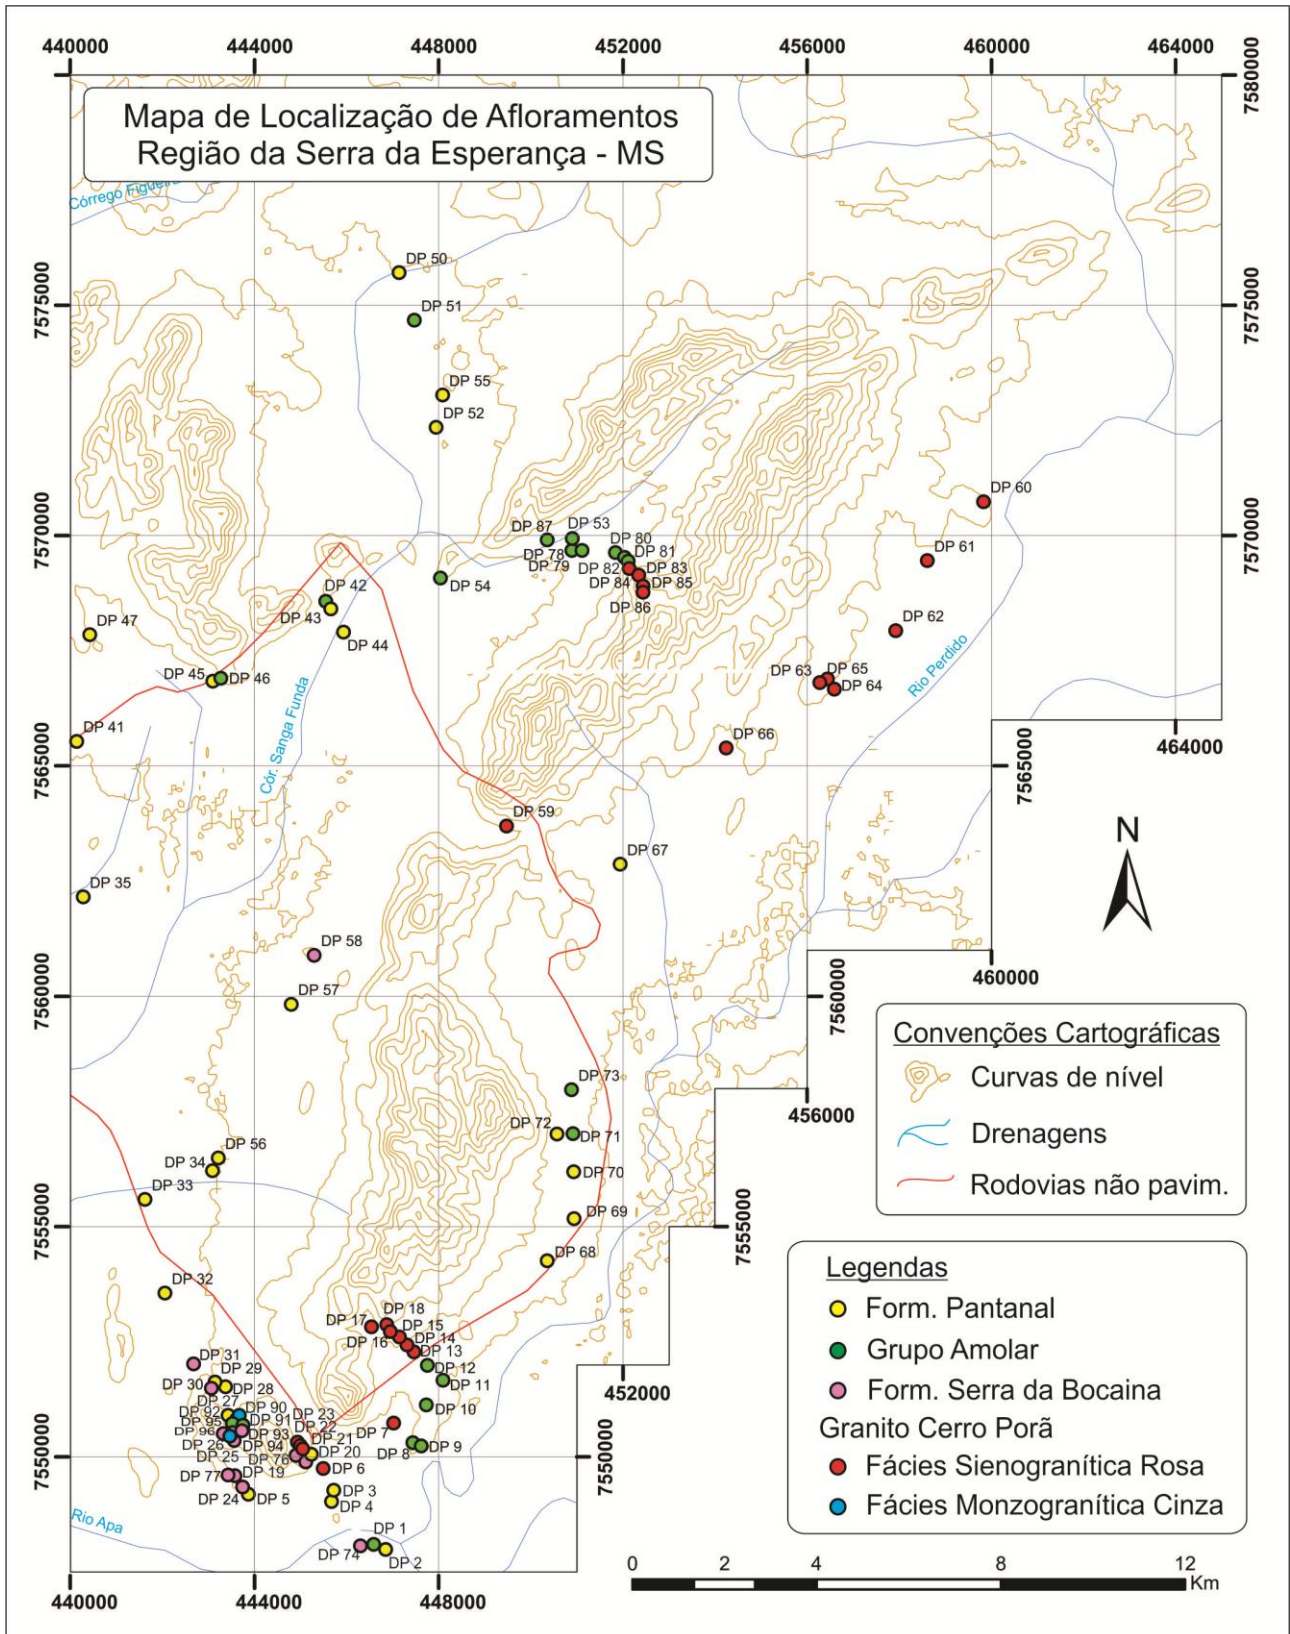 440000 444000 448000 452000 456000 460000 464000
7580000
Mapa de Localização de Afloramentos
Região da Serra da Esperança - MS
Córrego Figueira
DP 50
7575000
7575000
DP 51
DP 55
DP 52
DP 60
DP 87 DP 53
DP 80
7570000
7570000
DP 78
DP 79
DP 81
DP 82 DP 83
DP 84 DP 85
DP 86
DP 61
DP 54
DP 42
DP 43
DP 44
DP 47
DP 62
DP 45 DP 46
DP 63 DP 65
DP 64
Rio Perdido
Cór. Sanga Funda
DP 41
DP 66
464000
7565000
7565000
DP 59
N
DP 67
DP 35
DP 58
460000
DP 57
7560000
7560000
Convenções Cartográficas
Curvas de nível
Drenagens
Rodovias não pavim.
DP 73
456000
DP 72 DP 71
DP 56
DP 34
DP 70
DP 33
DP 69
7555000
7555000
DP 68
DP 32
Legendas
Form. Pantanal
Grupo Amolar
Form. Serra da Bocaina
Granito Cerro Porã
Fácies Sienogranítica Rosa
Fácies Monzogranítica Cinza
DP 18
DP 17 DP 15
DP 16 DP 14
DP 13
DP 12
DP 11
452000
DP 31
DP 29
DP 30 DP 28
DP 27 DP 90
DP 92 DP 91
DP 95 DP 93
DP 96
DP 26 DP 94
DP 25
DP 23
DP 22
DP 21
DP 20
DP 10
DP 7
DP 8 DP 9
7550000
7550000
DP 76
DP 77 DP 19
DP 6
DP 24 DP 5
DP 3
DP 4
Rio Apa
DP 1
DP 74 DP 2
0 2 4 8 12
Km
440000 444000 448000